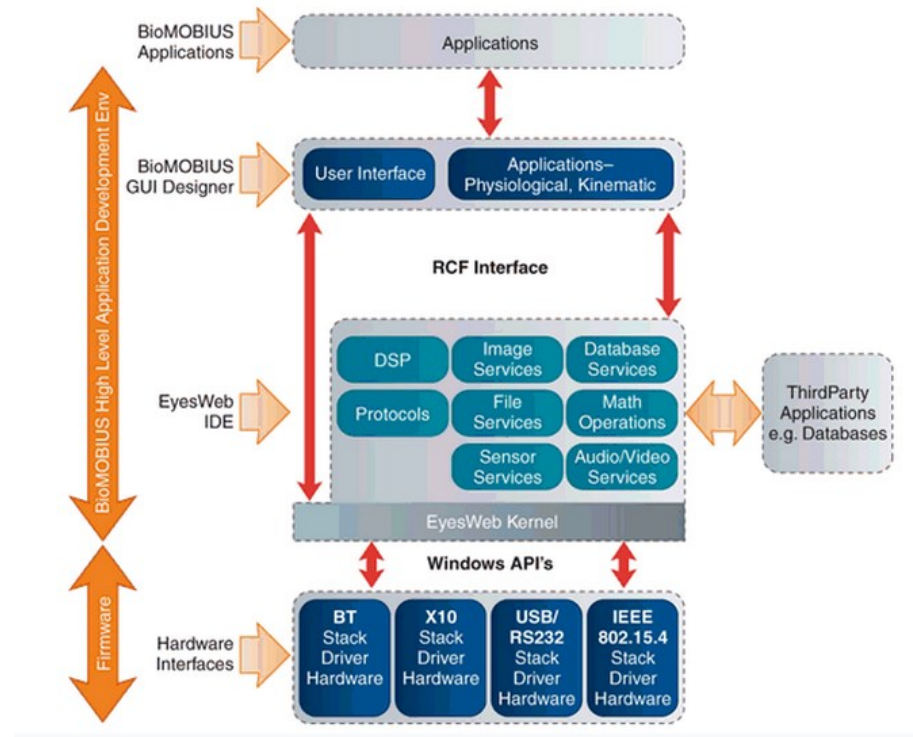 BioMOBIUS
Applications
Applications
BioMOBIUS High Level Application Development Env
BioMOBIUS
GUI Designer
User Interface
Applications–
Physiological, Kinematic
RCF Interface
EyesWeb
IDE
DSP
Image
Services
Database
Services
Protocols
File
Services
Math
Operations
Sensor
Services
Audio/Video
Services
ThirdParty
Applications
e.g. Databases
EyesWeb Kernel
Windows API's
Firmware
Hardware
Interfaces
BT
Stack
Driver
Hardware
X10
Stack
Driver
Hardware
USB/
RS232
Stack
Driver
Hardware
IEEE
802.15.4
Stack
Driver
Hardware